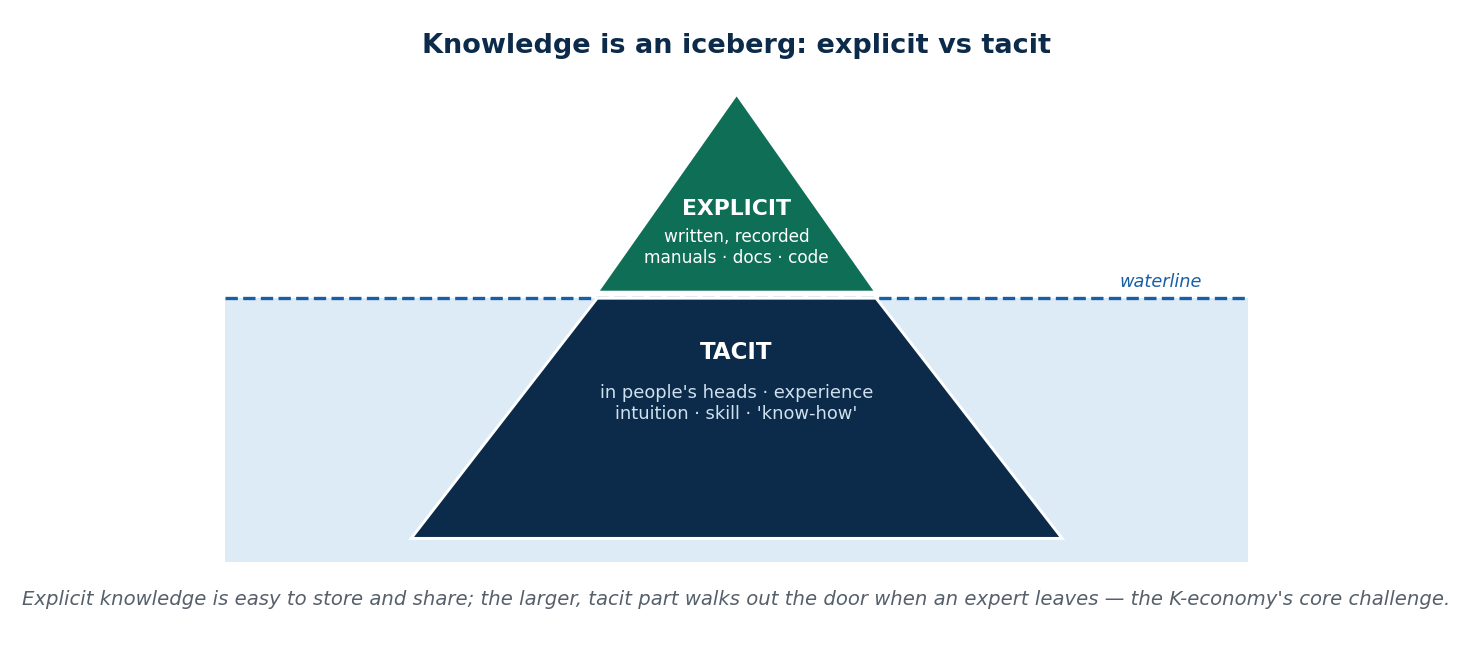 Knowledge is an iceberg: explicit vs tacit
EXPLICIT
written, recorded
manuals · docs · code
waterline
TACIT
in people's heads · experience
intuition · skill · 'know-how'
Explicit knowledge is easy to store and share; the larger, tacit part walks out the door when an expert leaves — the K-economy's core challenge.